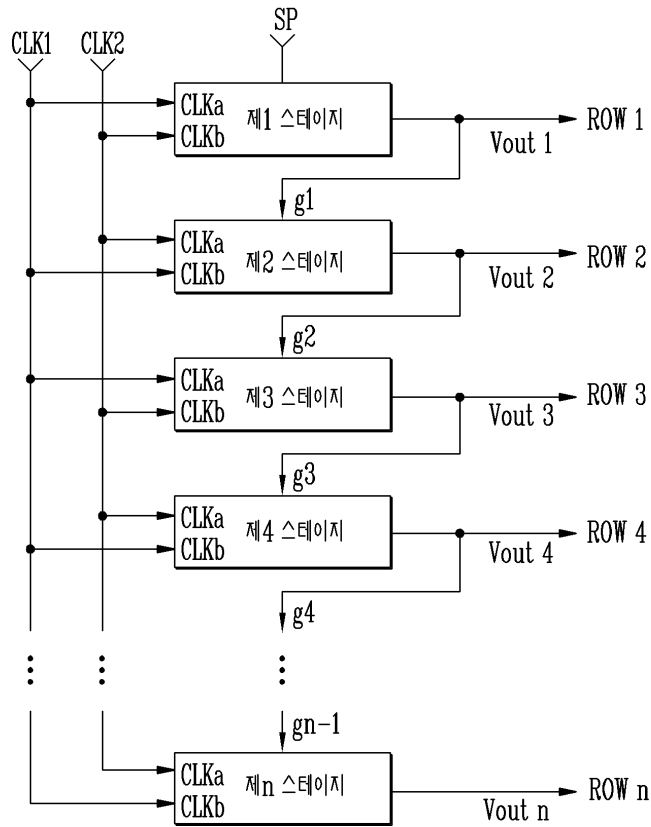 SP
CLK1 CLK2
CLKa 제1 스테이지 ROW 1
CLKb Vout 1
g1
CLKa 제2 스테이지 ROW 2
CLKb Vout 2
g2
CLKa 제3 스테이지 ROW 3
CLKb Vout 3
g3
CLKa 제4 스테이지 ROW 4
CLKb Vout 4
g4
gn-1
CLKa 제n 스테이지 ROW n
CLKb Vout n